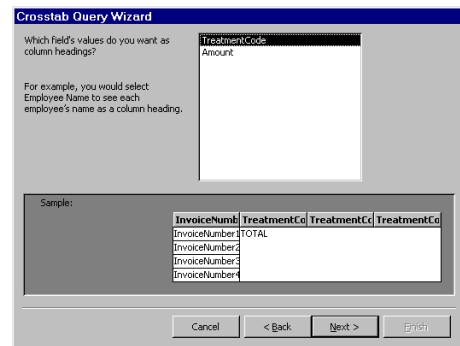 Crosstab Query Wizard
Which field's values do you want as
column headings?
For example, you would select
Employee Name to see each
employee's name as a column heading.
TreatmentCode
Amount
Sample:
InvoiceNumb TreatmentCo TreatmentCo TreatmentCo
InvoiceNumber1 TOTAL
InvoiceNumber2
InvoiceNumber3
InvoiceNumber4
Cancel < Back Next > Finish